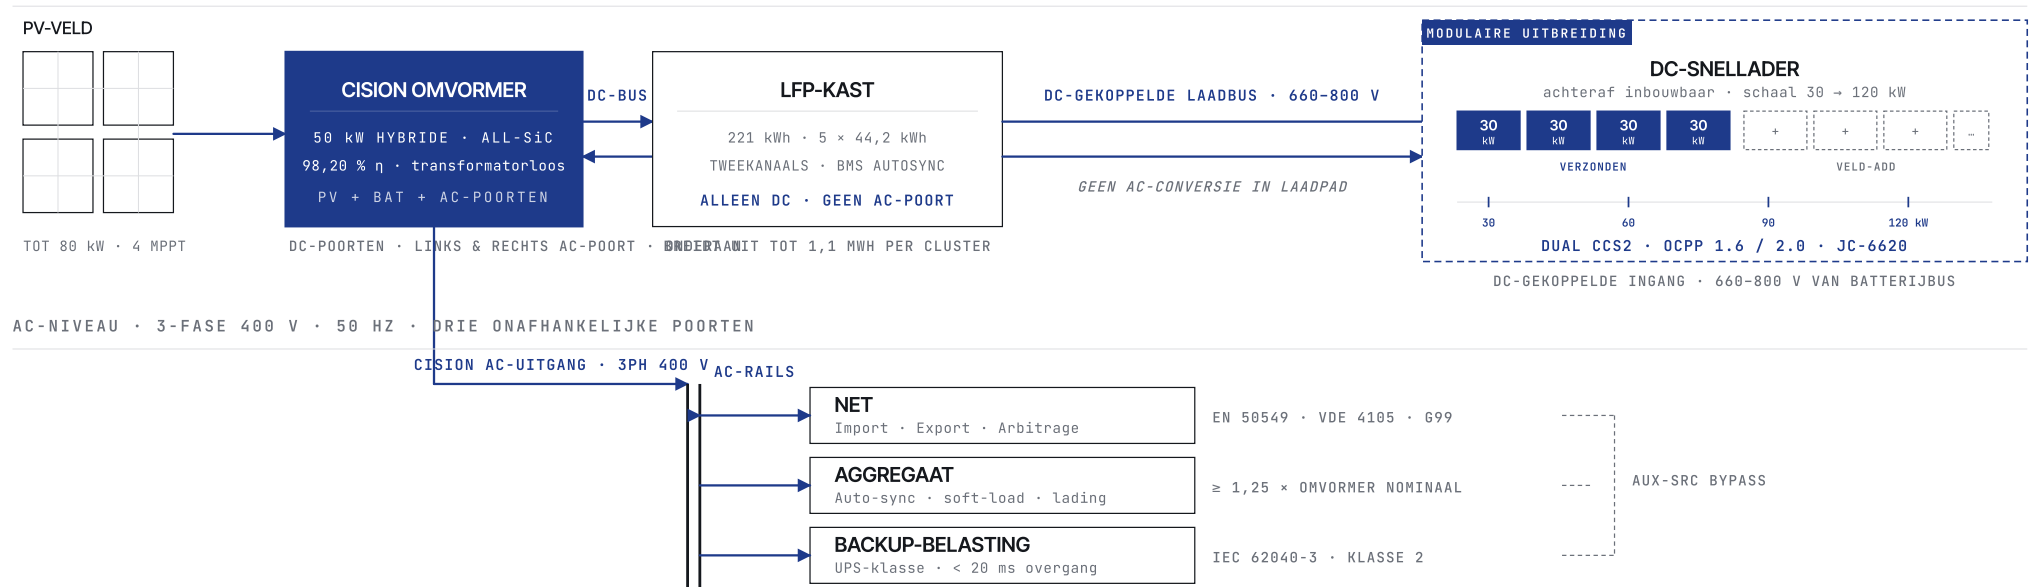 PV-VELD
TOT 80 kW · 4 MPPT
CISION OMVORMER
50 kW HYBRIDE · ALL-SiC
98,20 % η · transformatorloos
PV + BAT + AC-POORTEN
DC-POORTEN · LINKS & RECHTS AC-POORT · ONDERAAN
DC-BUS
LFP-KAST
221 kWh · 5 × 44,2 kWh
TWEEKANAALS · BMS AUTOSYNC
ALLEEN DC · GEEN AC-POORT
UIT TOT 1,1 MWH PER CLUSTER
DC-GEKOPPELDE LAADBUS · 660–800 V
GEEN AC-CONVERSIE IN LAADPAD
MODULAIRE UITBREIDING
DC-SNELLADER
achteraf inbouwbaar · schaal 30 → 120 kW
30 30 30 30 + + + …
kW kW kW kW
VERZONDEN VELD-ADD
30 60 90 120 kW
DUAL CCS2 · OCPP 1.6 / 2.0 · JC-6620
DC-GEKOPPELDE INGANG · 660–800 V VAN BATTERIJBUS
AC-NIVEAU · 3-FASE 400 V · 50 HZ · DRIE ONAFHANKELIJKE POORTEN
CISION AC-UITGANG · 3PH 400 V
AC-RAILS
NET
Import · Export · Arbitrage
EN 50549 · VDE 4105 · G99
AGGREGAAT
Auto-sync · soft-load · lading
≥ 1,25 × OMVORMER NOMINAAL
AUX-SRC BYPASS
BACKUP-BELASTING
UPS-klasse · < 20 ms overgang
IEC 62040-3 · KLASSE 2